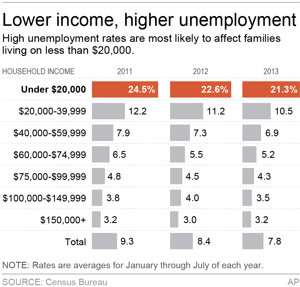 Lower income, higher unemployment
High unemployment rates are most likely to affect families
living on less than $20,000.
HOUSEHOLD INCOME 2011 2012 2013
Under $20,000 24.5% 22.6% 21.3%
$20,000-39,999 12.2 11.2 10.5
$40,000-$59,999 7.9 7.3 6.9
$60,000-$74,999 6.5 5.5 5.2
$75,000-$99,999 4.8 4.5 4.3
$100,000-$149,999 3.8 4.0 3.5
$150,000+ 3.2 3.0 3.2
Total 9.3 8.4 7.8
NOTE: Rates are averages for January through July of each year.
SOURCE: Census Bureau AP